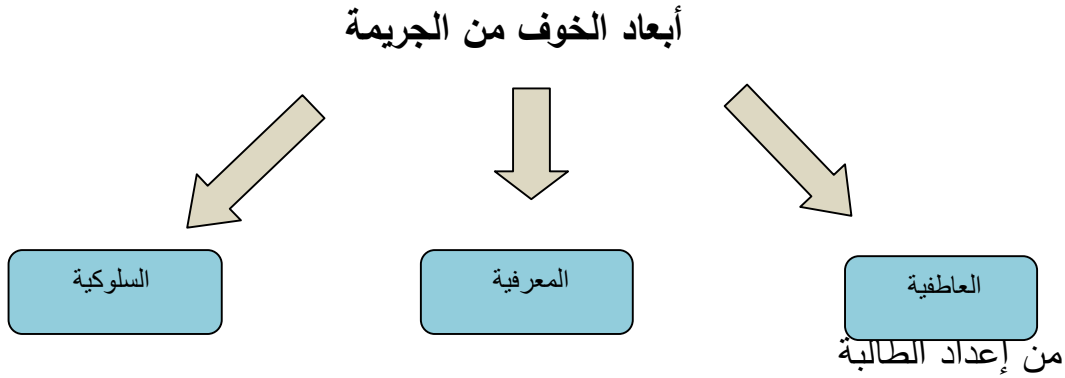 أبعاد الخوف من الجريمة
العاطفية
المعرفية
السلوكية
من إعداد الطالبة